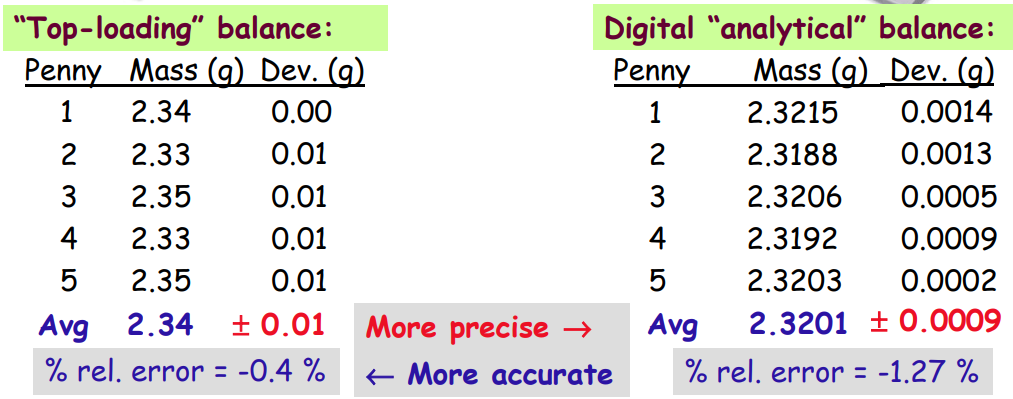 “Top-loading” balance:
Penny Mass (g) Dev. (g)
1 2.34 0.00
2 2.33 0.01
3 2.35 0.01
4 2.33 0.01
5 2.35 0.01
Avg 2.34 ± 0.01
% rel. error = -0.4 %
More precise →
← More accurate
Digital “analytical” balance:
Penny Mass (g) Dev. (g)
1 2.3215 0.0014
2 2.3188 0.0013
3 2.3206 0.0005
4 2.3192 0.0009
5 2.3203 0.0002
Avg 2.3201 ± 0.0009
% rel. error = -1.27 %